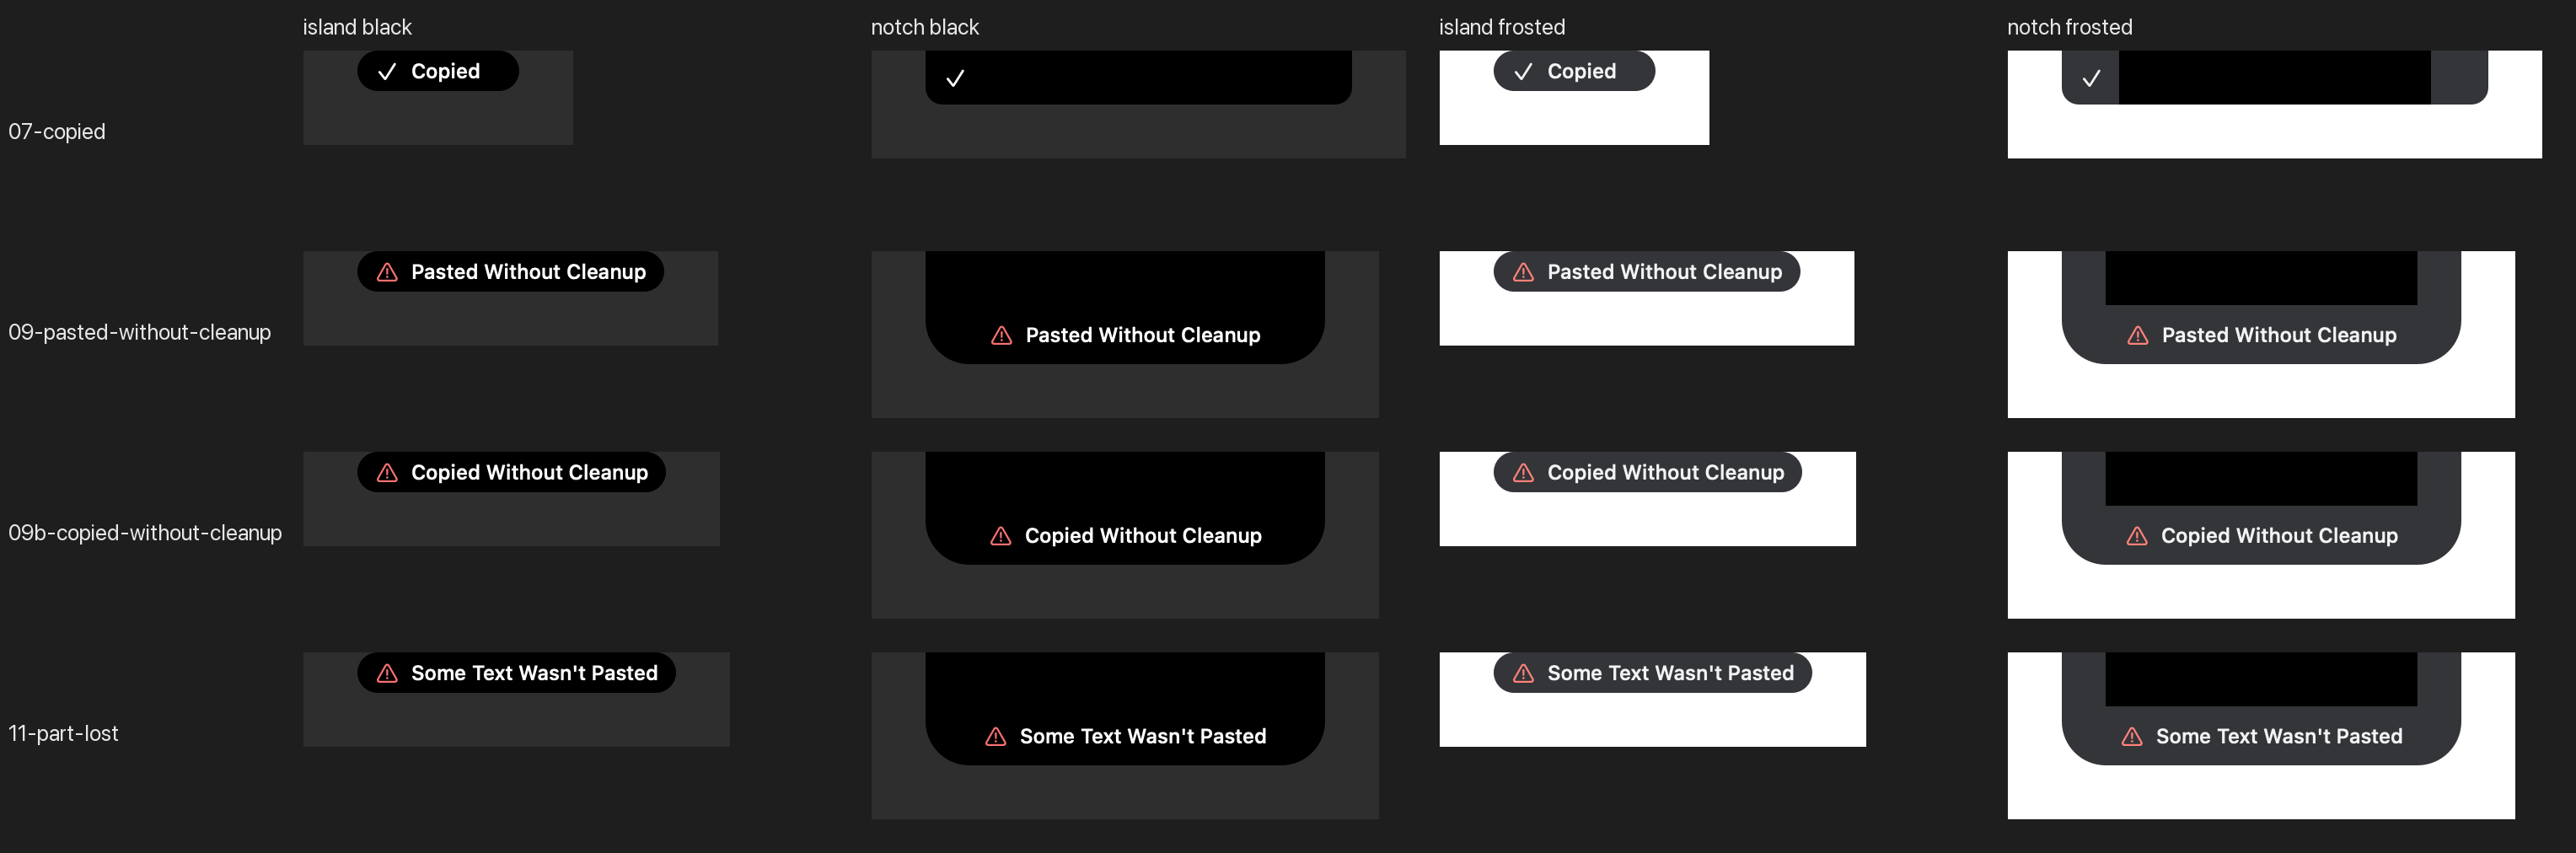 island black
notch black
island frosted
notch frosted
07-copied
Copied
Copied
09-pasted-without-cleanup
Pasted Without Cleanup
Pasted Without Cleanup
Pasted Without Cleanup
Pasted Without Cleanup
09b-copied-without-cleanup
Copied Without Cleanup
Copied Without Cleanup
Copied Without Cleanup
Copied Without Cleanup
11-part-lost
Some Text Wasn't Pasted
Some Text Wasn't Pasted
Some Text Wasn't Pasted
Some Text Wasn't Pasted